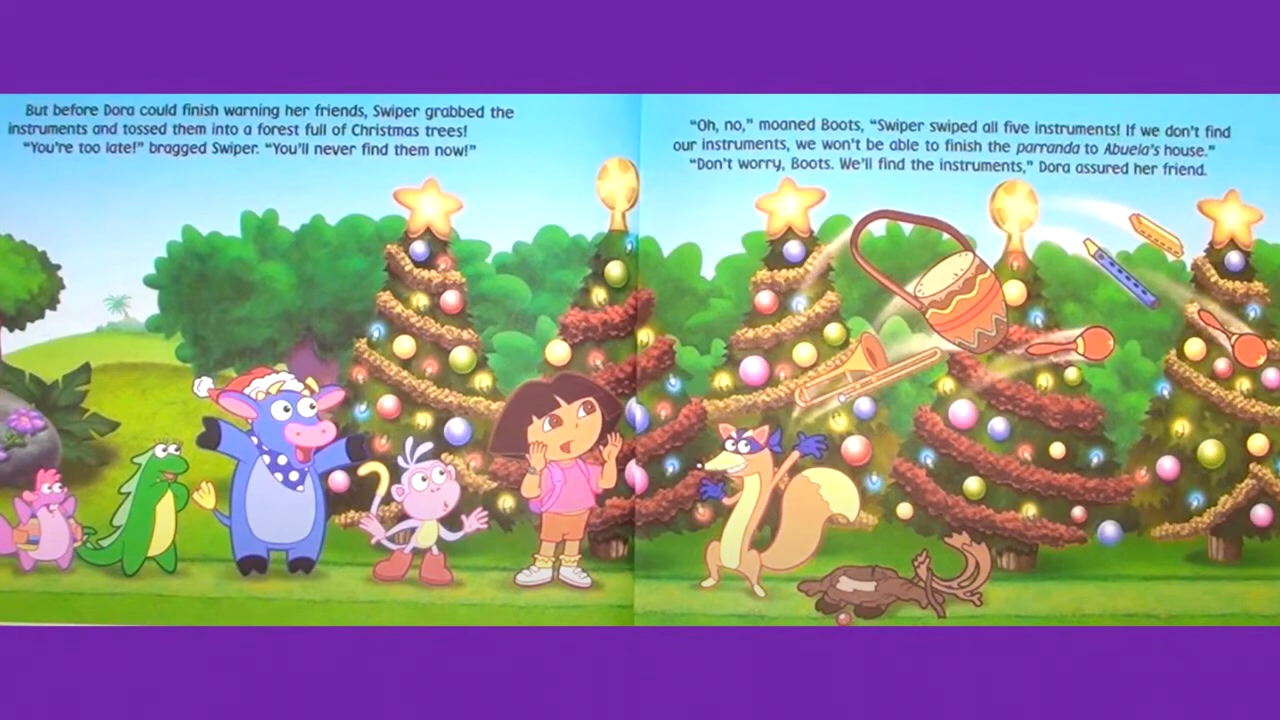 But before Dora could finish warning her friends, Swiper grabbed the
instruments and tossed them into a forest full of Christmas trees!
“You’re too late!” bragged Swiper. “You’ll never find them now!”
“Oh, no,” moaned Boots, “Swiper swiped all five instruments! If we don’t find
our instruments, we won’t be able to finish the parranda to Abuela’s house.”
“Don’t worry, Boots. We’ll find the instruments,” Dora assured her friend.